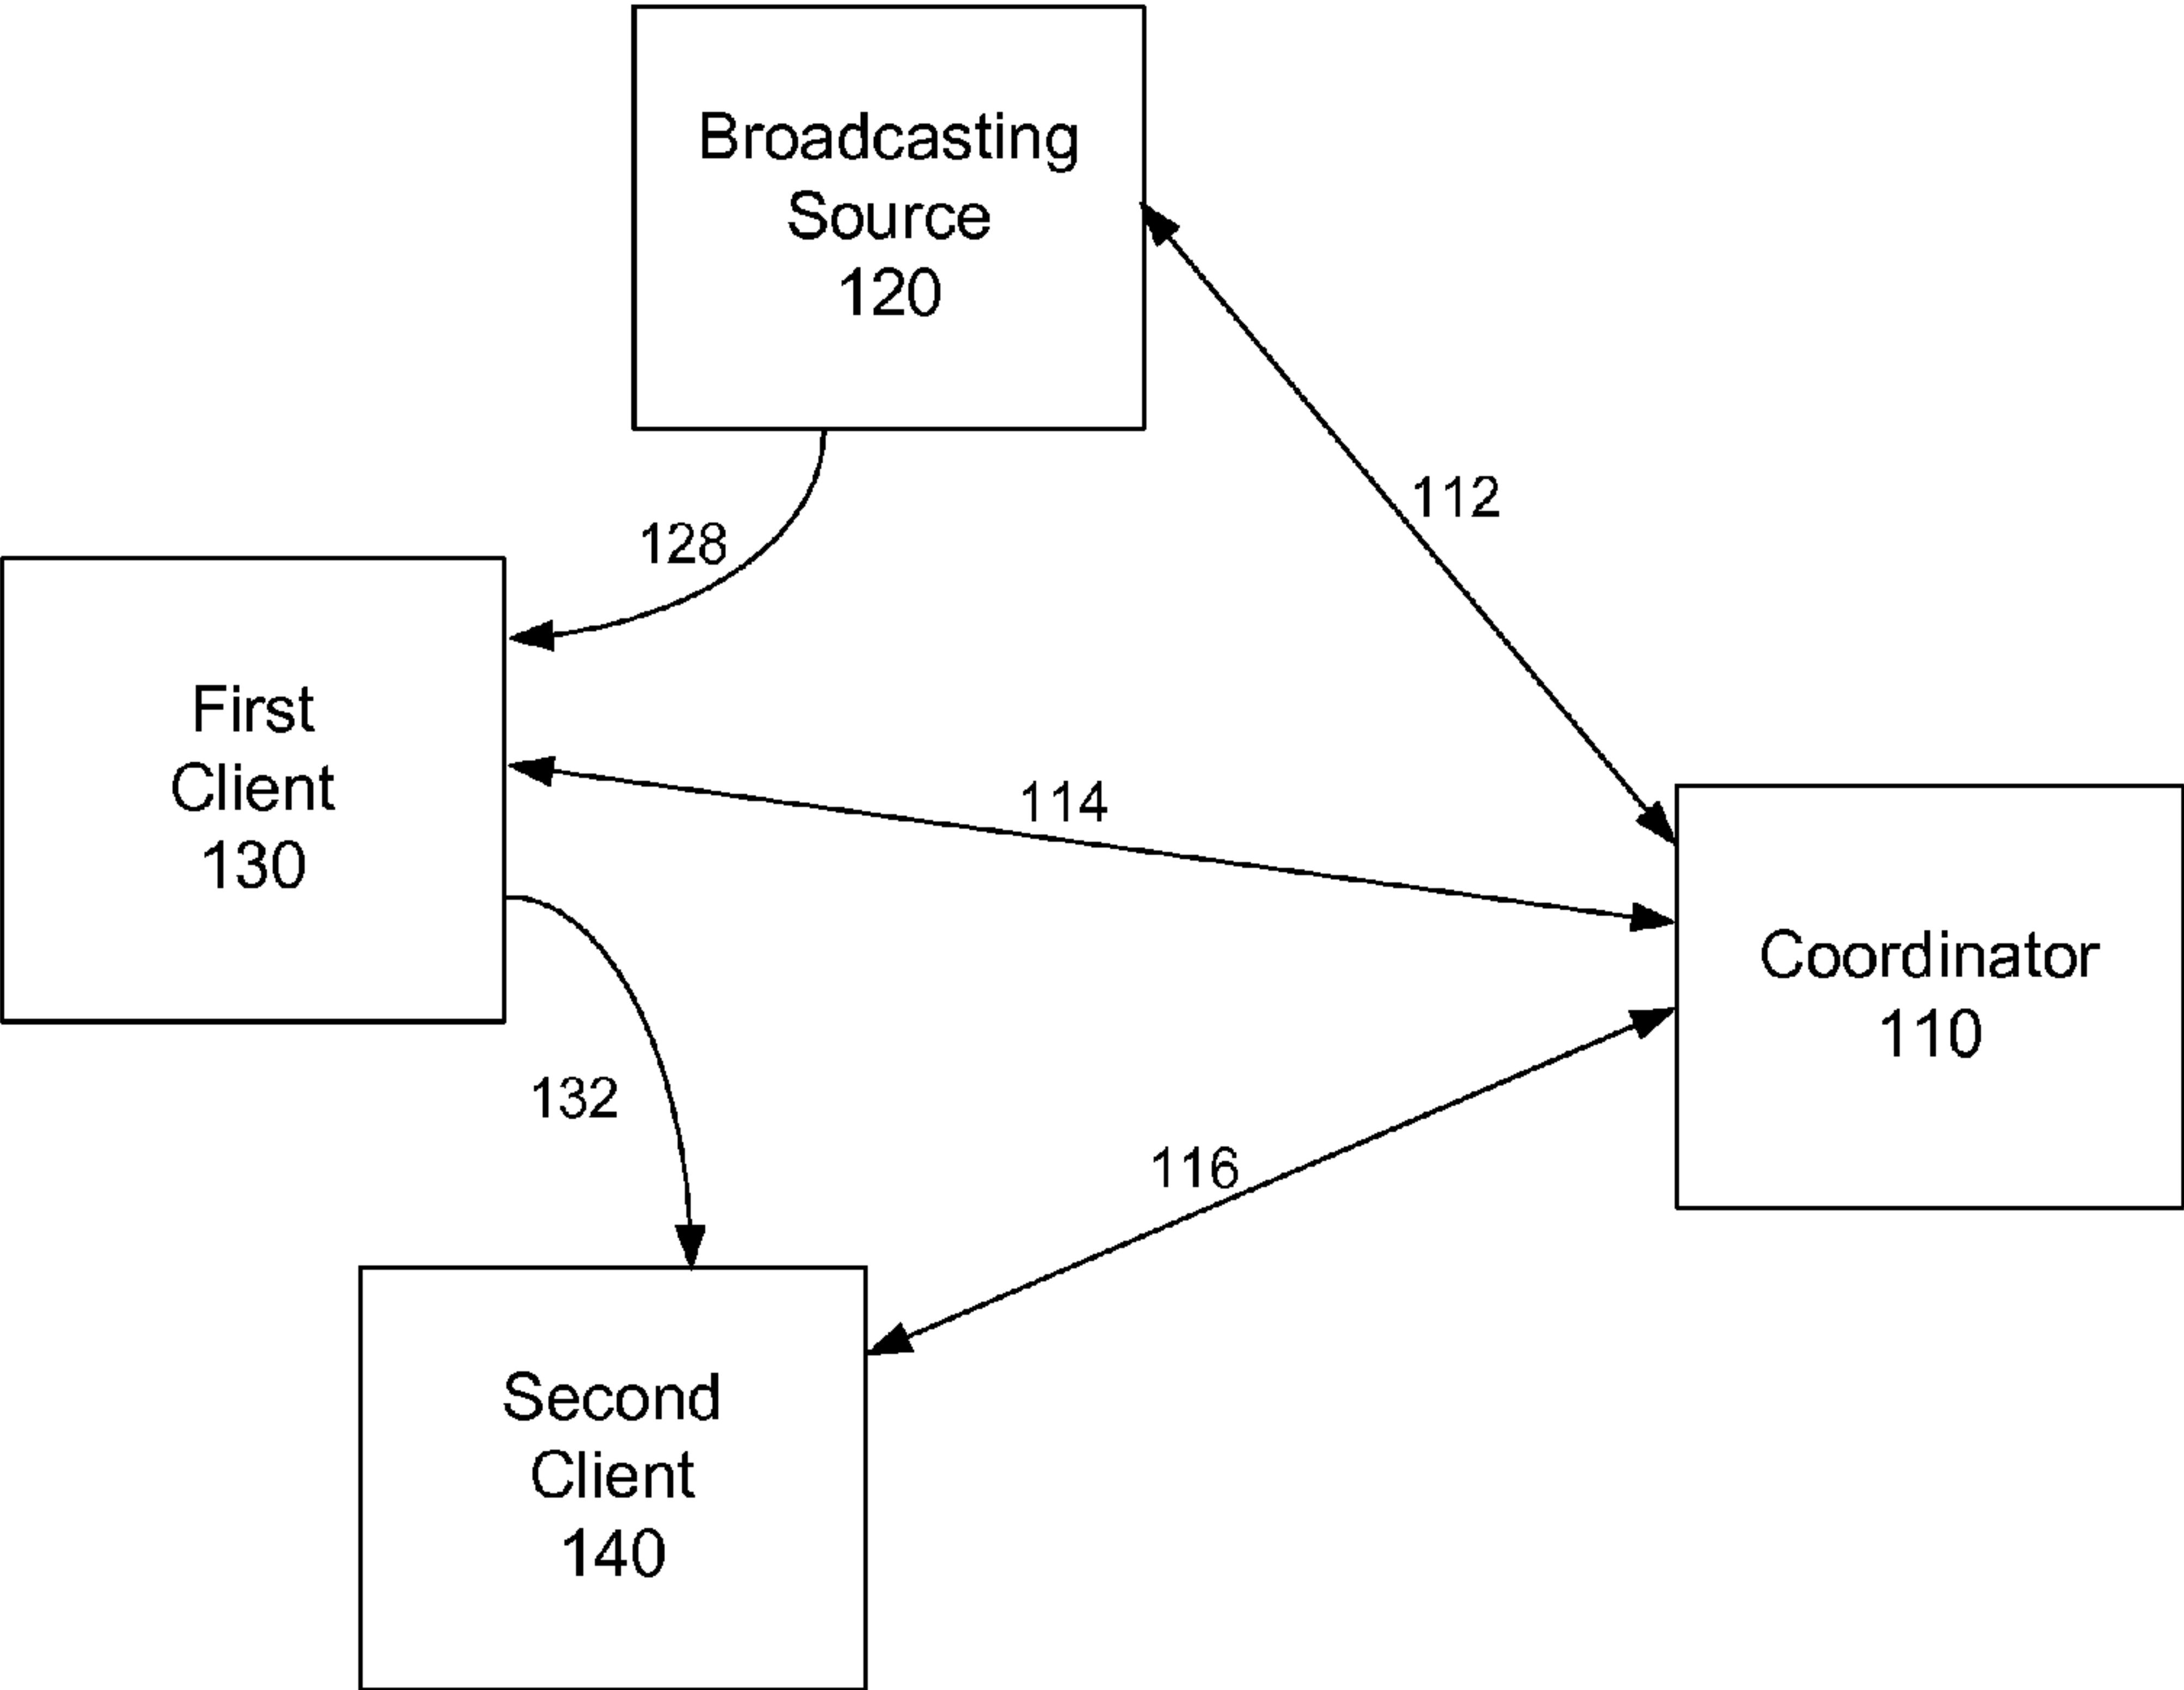 Broadcasting
Source
120
112
128
First
Client
130
114
Coordinator
110
132
116
Second
Client
140